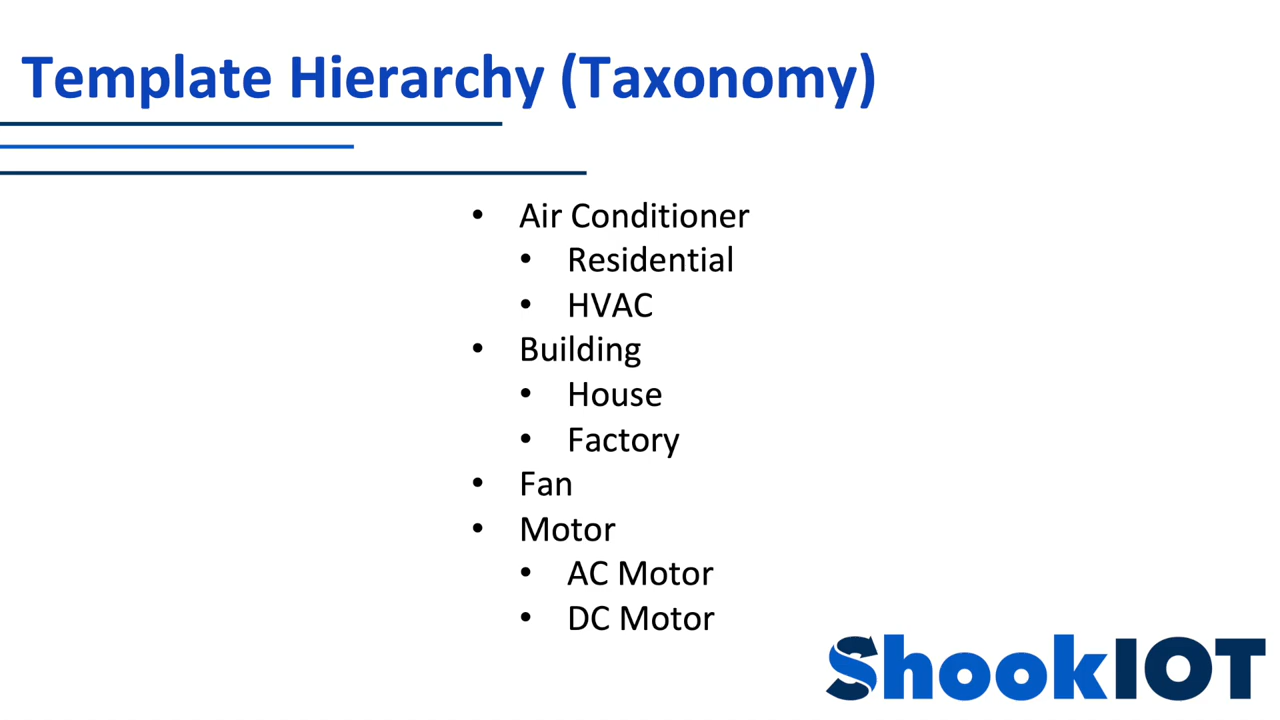 Template Hierarchy (Taxonomy)
• Air Conditioner
• Residential
• HVAC
• Building
• House
• Factory
• Fan
• Motor
• AC Motor
• DC Motor
ShookIOT